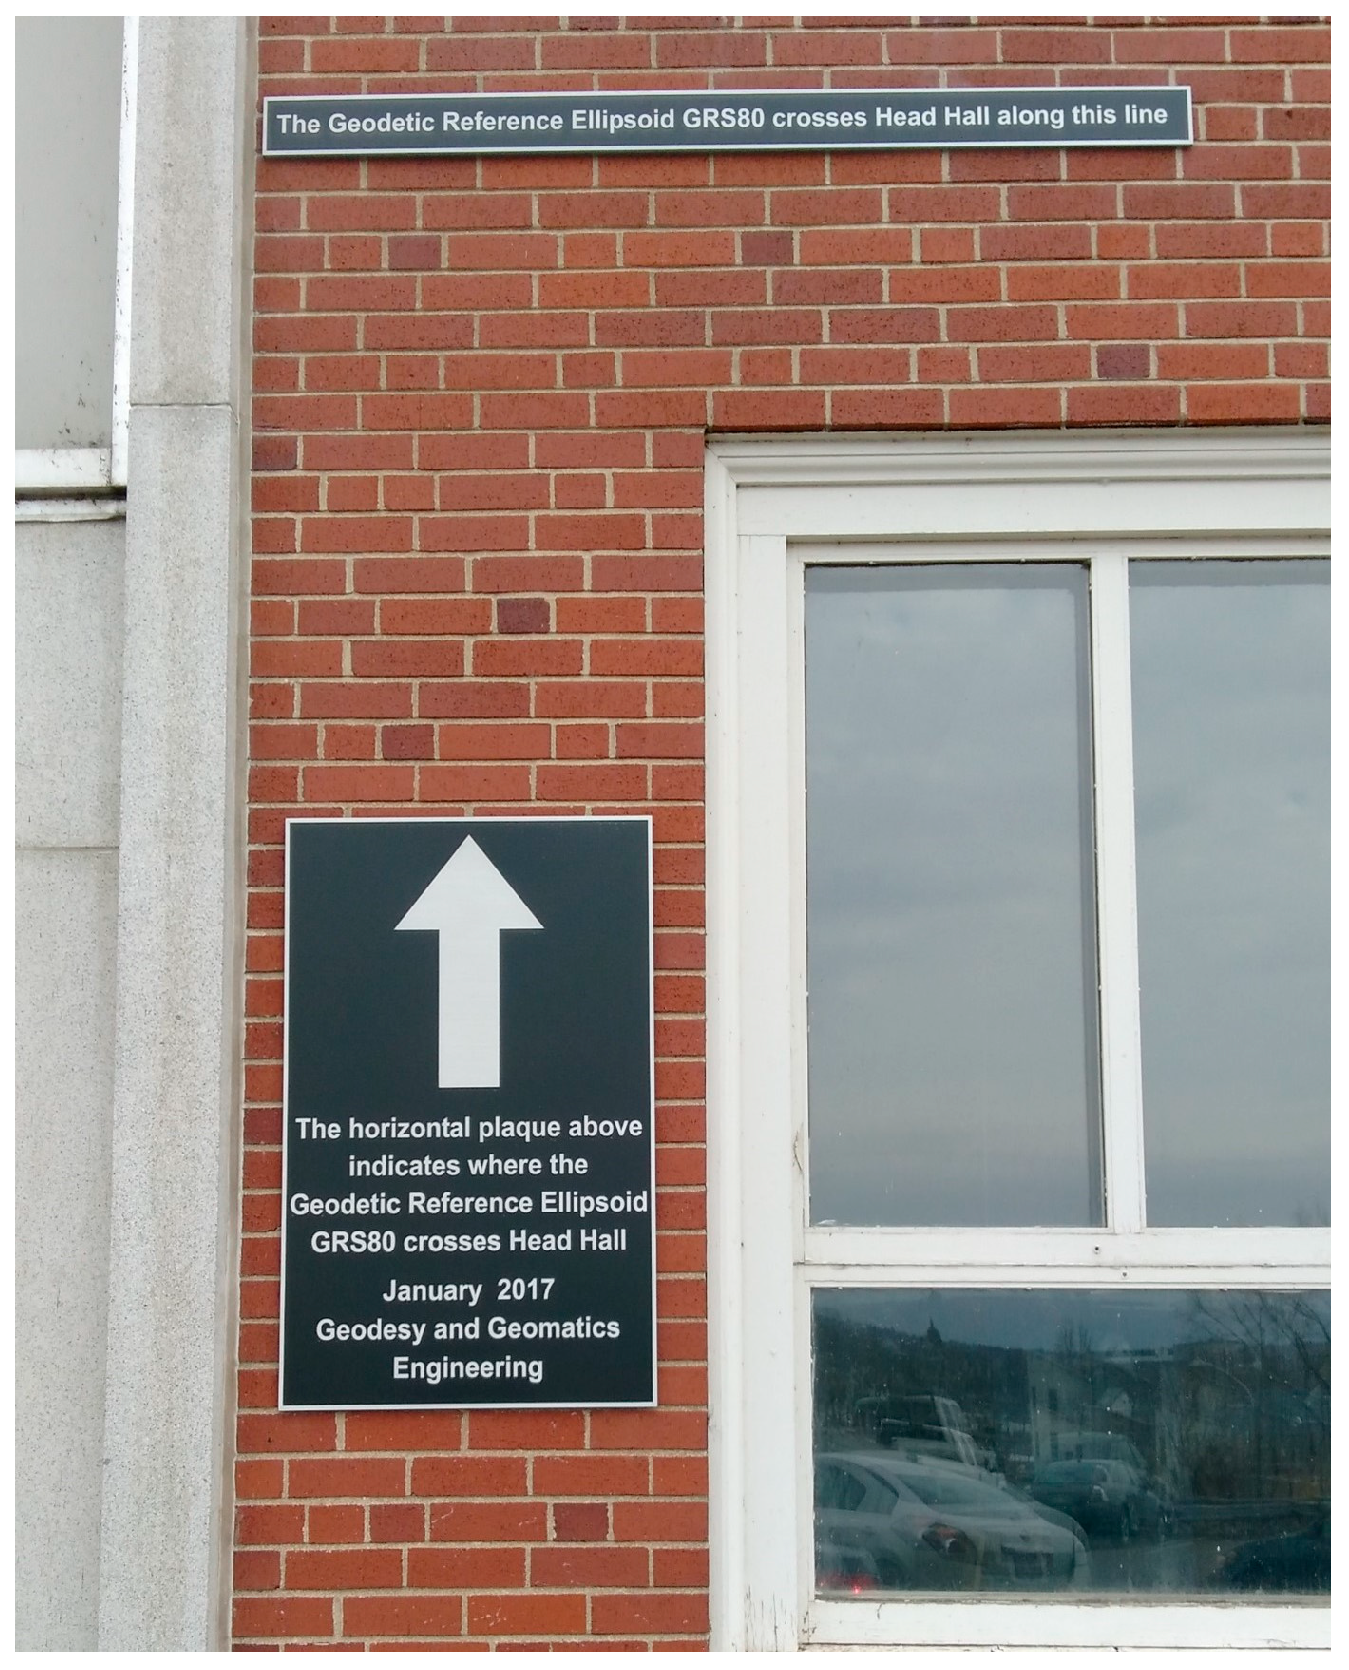 The Geodetic Reference Ellipsoid GRS80 crosses Head Hall along this line
The horizontal plaque above
indicates where the
Geodetic Reference Ellipsoid
GRS80 crosses Head Hall
January 2017
Geodesy and Geomatics
Engineering